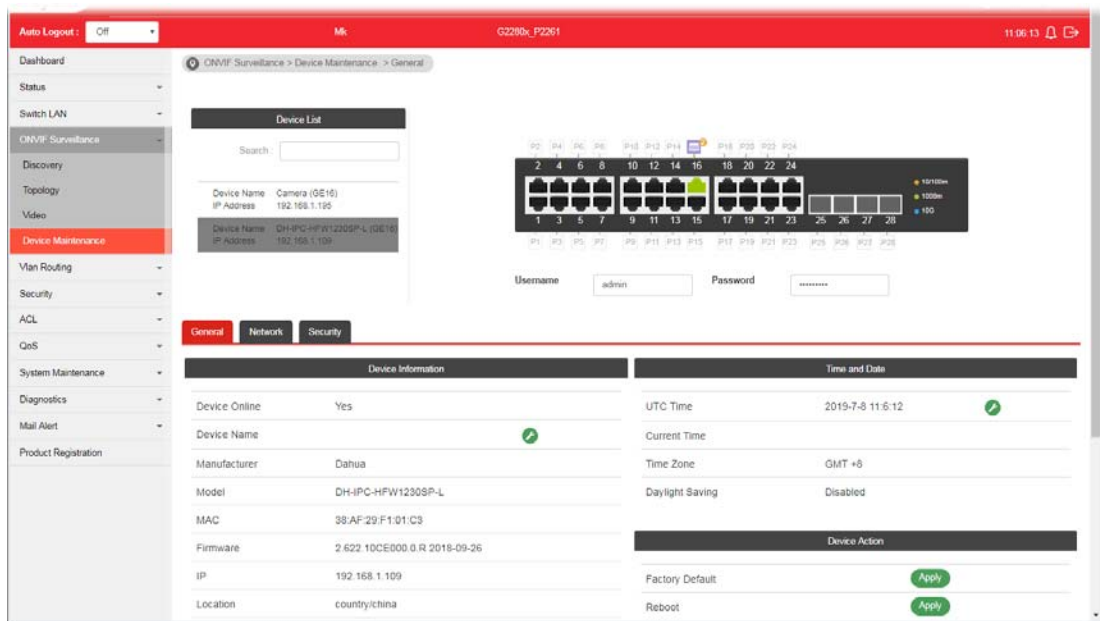 Auto Logout : Off Mk G2280x_P2261 11:06:13
Dashboard
Status
Switch LAN
ONVIF Surveillance
Discovery
Topology
Video
Device Maintenance
Vlan Routing
Security
ACL
QoS
System Maintenance
Diagnostics
Mail Alert
Product Registration
ONVIF Surveillance > Device Maintenance > General
Device List
Search :
Device Name Camera (GE16)
IP Address 192.168.1.195
Device Name DH-IPC-HFW1230SP-L (GE16)
IP Address 192.168.1.109
P2 P4 P6 P8 P10 P12 P14 P18 P20 P22 P24
2 4 6 8 10 12 14 16 18 20 22 24
10/100m
1000m
10G
1 3 5 7 9 11 13 15 17 19 21 23 25 26 27 28
P1 P3 P5 P7 P9 P11 P13 P15 P17 P19 P21 P23 P25 P26 P27 P28
Username admin Password •••••••••
General Network Security
Device Information
Device Online Yes
Device Name
Manufacturer Dahua
Model DH-IPC-HFW1230SP-L
MAC 38:AF:29:F1:01:C3
Firmware 2.622.10CE000.0.R.2018-09-26
IP 192.168.1.109
Location country/china
Time and Date
UTC Time 2019-7-8 11:6:12
Current Time
Time Zone GMT +8
Daylight Saving Disabled
Device Action
Factory Default Apply
Reboot Apply